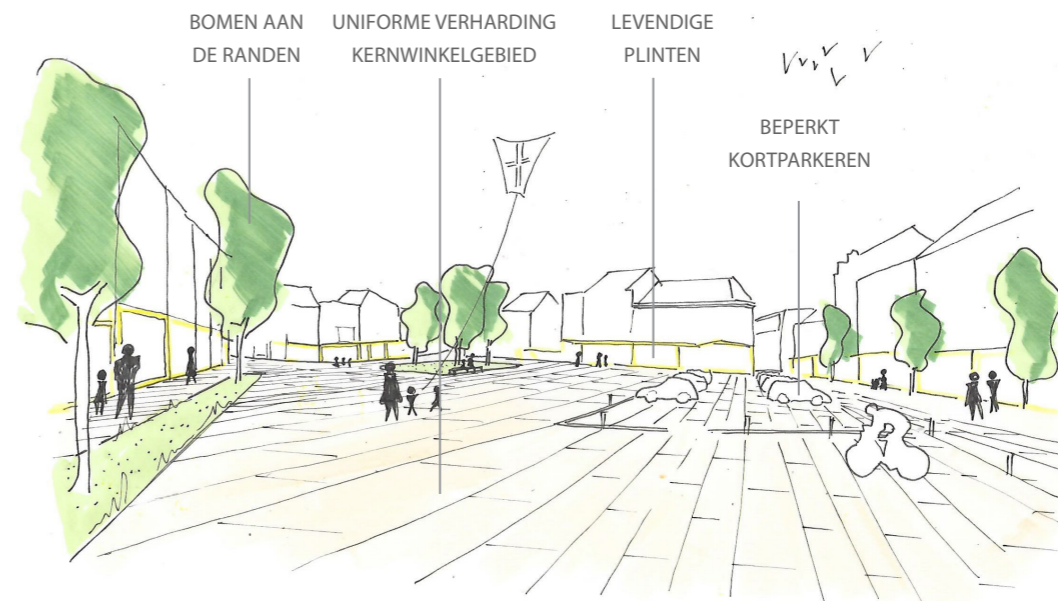 BOMEN AAN
DE RANDEN
UNIFORME VERHARDING
KERNWINKELGEBIED
LEVENDIGE
PLINTEN
BEPERKT
KORTPARKEREN